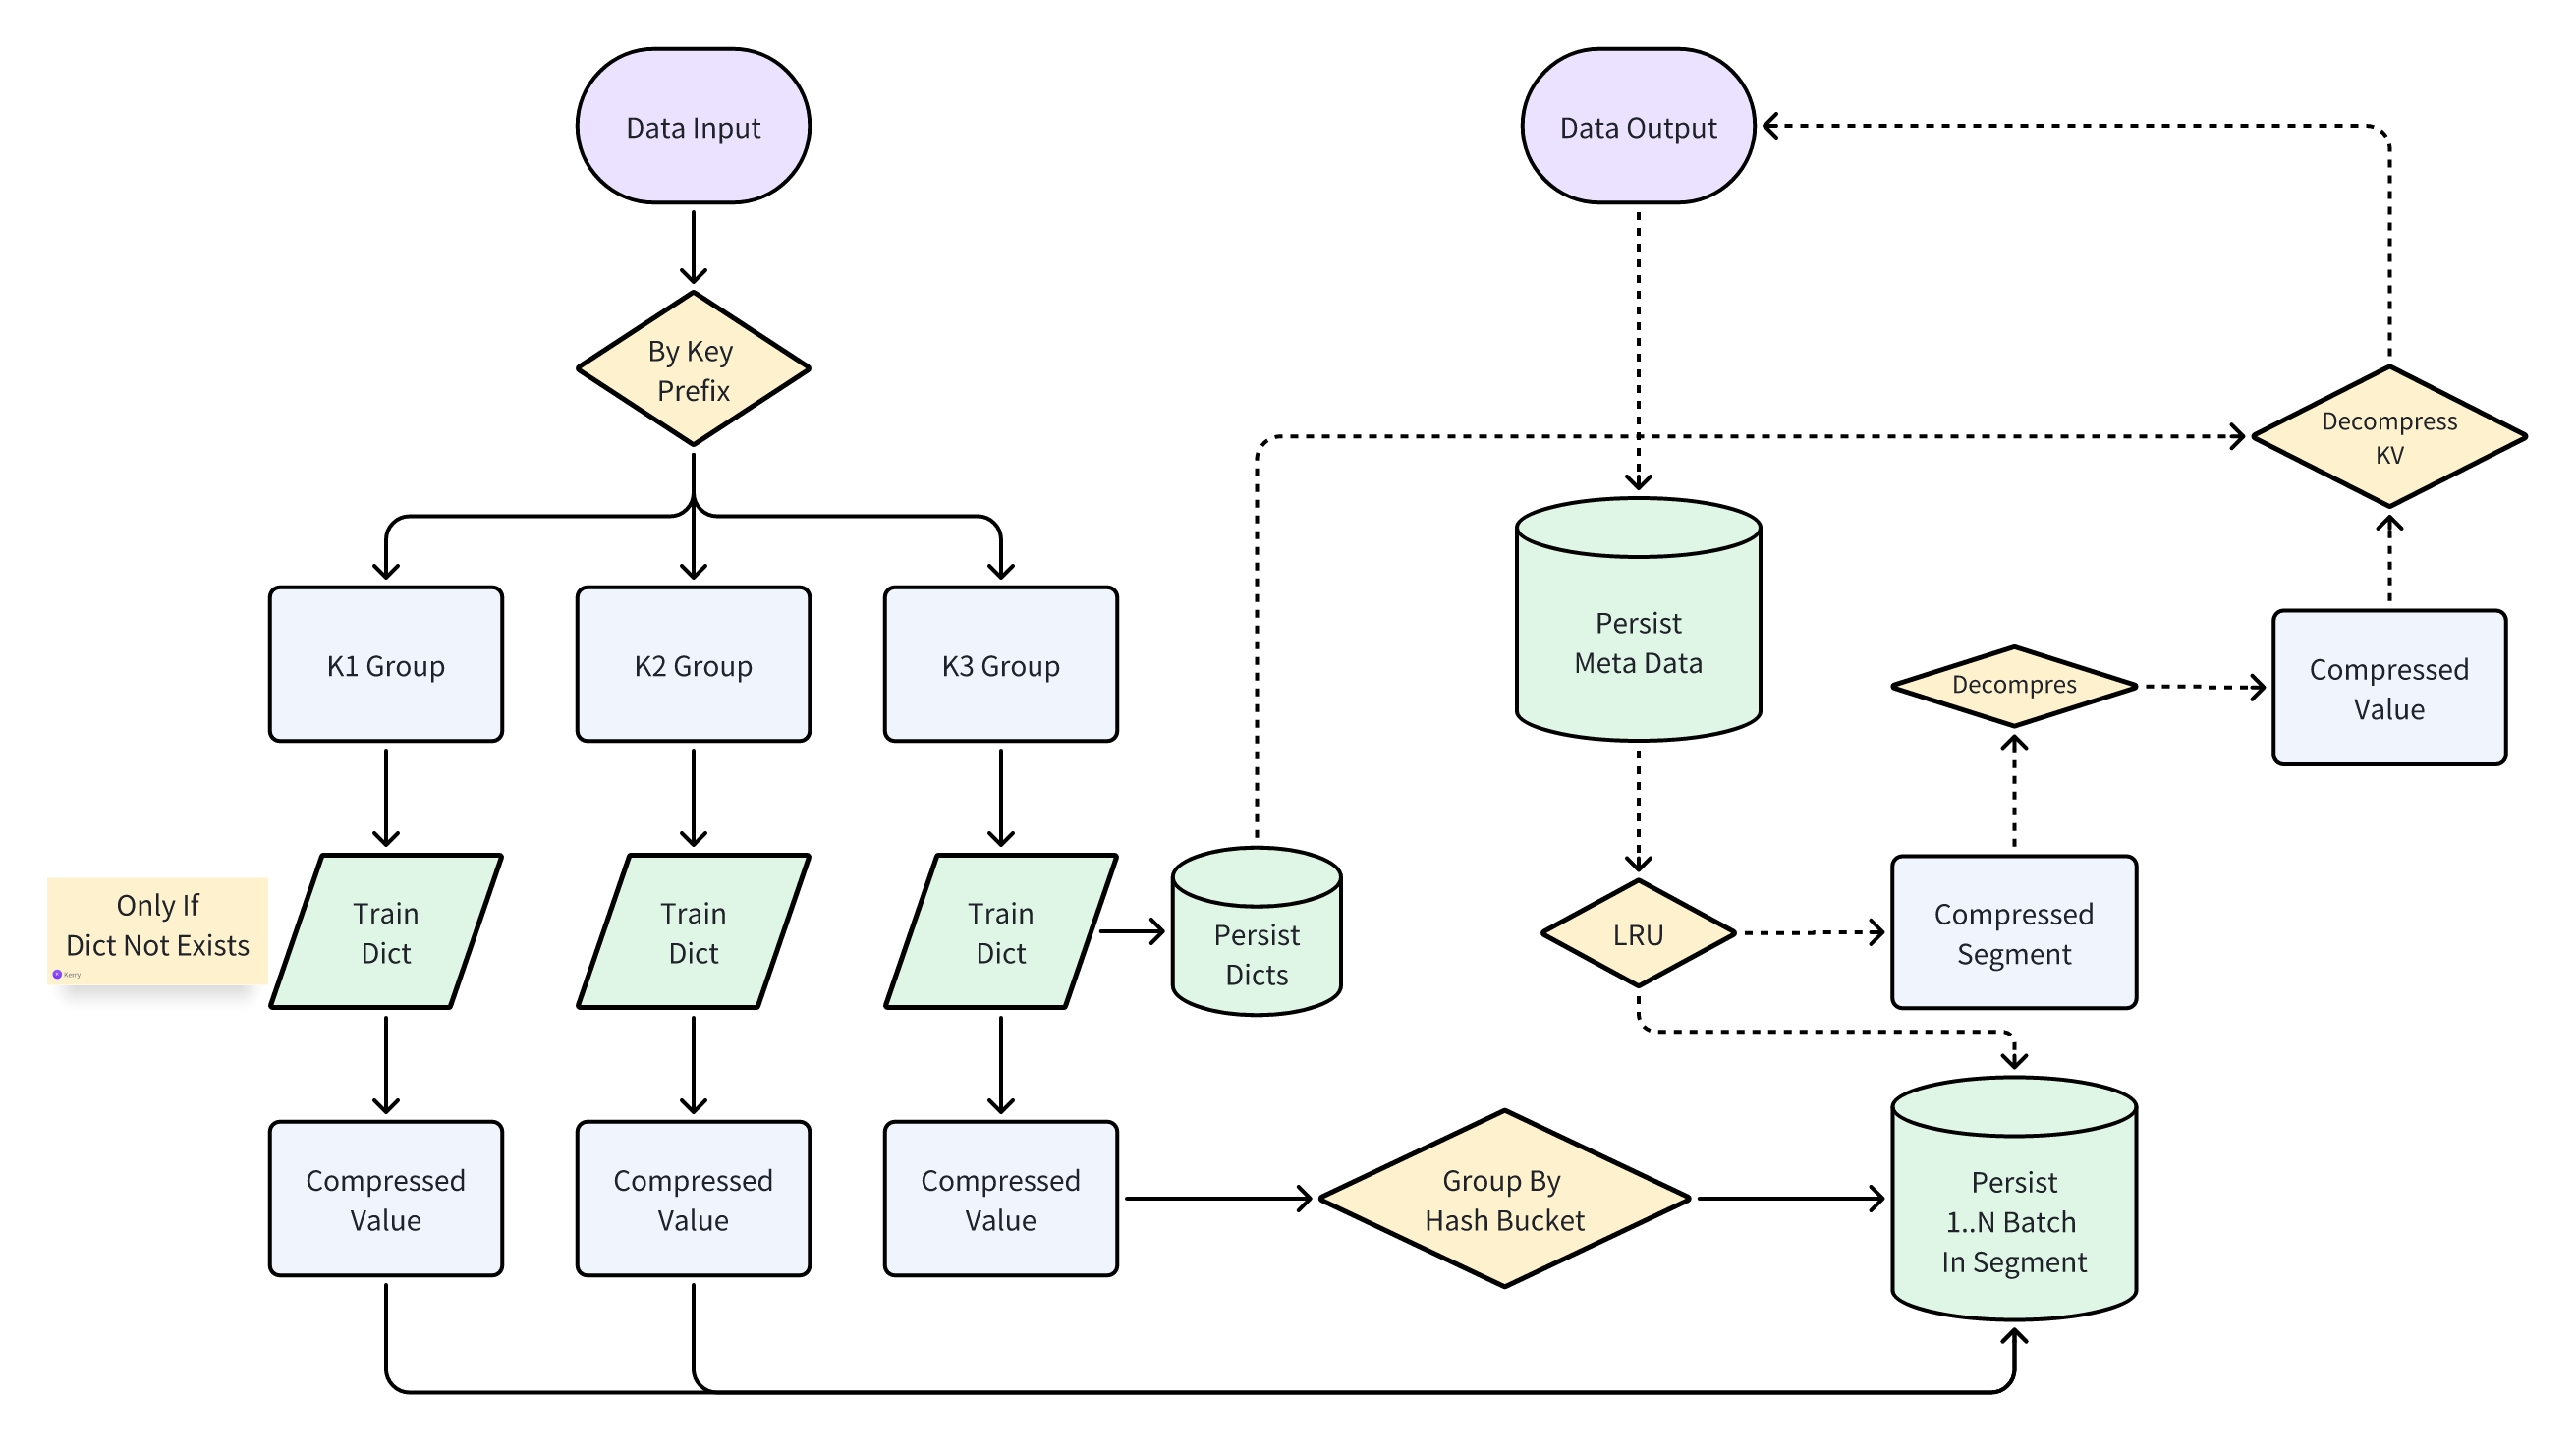 Data Input
Data Output
By Key
Prefix
Decompress
KV
K1 Group
K2 Group
K3 Group
Persist
Meta Data
Decompres
Compressed
Value
Only If
Dict Not Exists
Kerry
Train
Dict
Train
Dict
Train
Dict
Persist
Dicts
LRU
Compressed
Segment
Compressed
Value
Compressed
Value
Compressed
Value
Group By
Hash Bucket
Persist
1..N Batch
In Segment